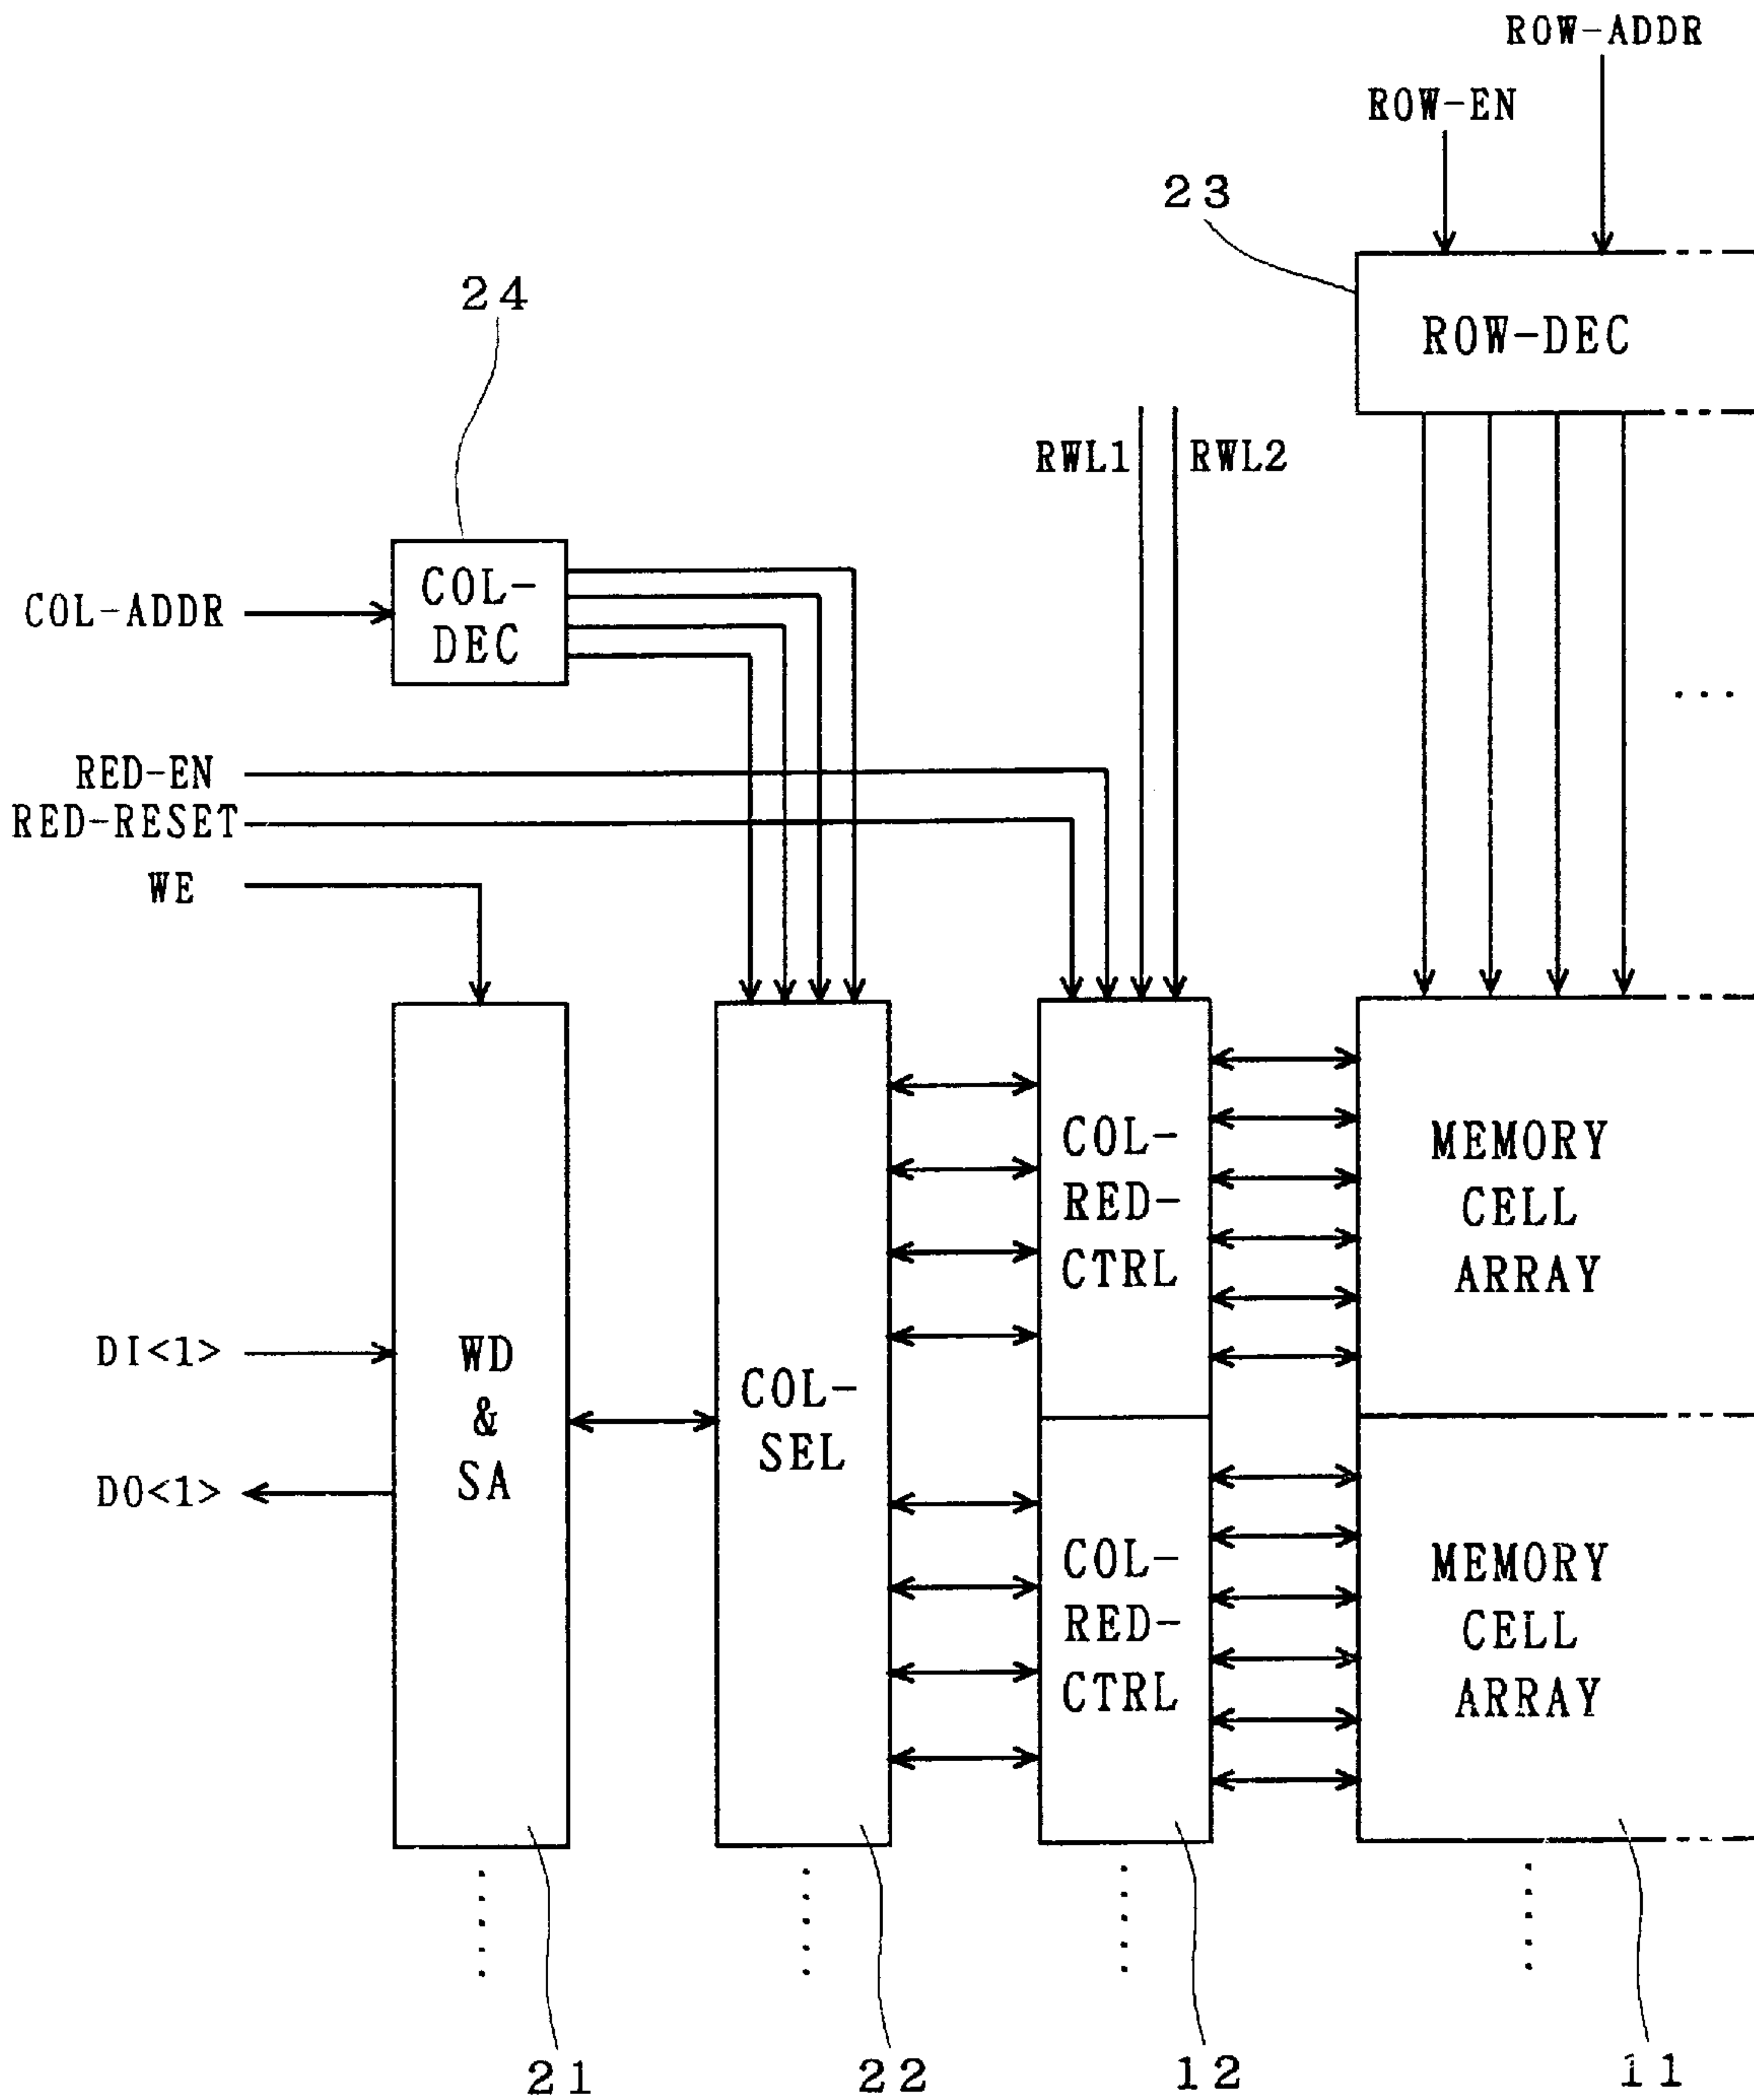 ROW-ADDR
ROW-EN
23
ROW-DEC
24
RWL1
RWL2
COL-
DEC
COL-ADDR
RED-EN
RED-RESET
WE
COL-
RED-
CTRL
MEMORY
CELL
ARRAY
DI<1>
DO<1>
WD
&
SA
COL-
SEL
COL-
RED-
CTRL
MEMORY
CELL
ARRAY
21
22
12
11